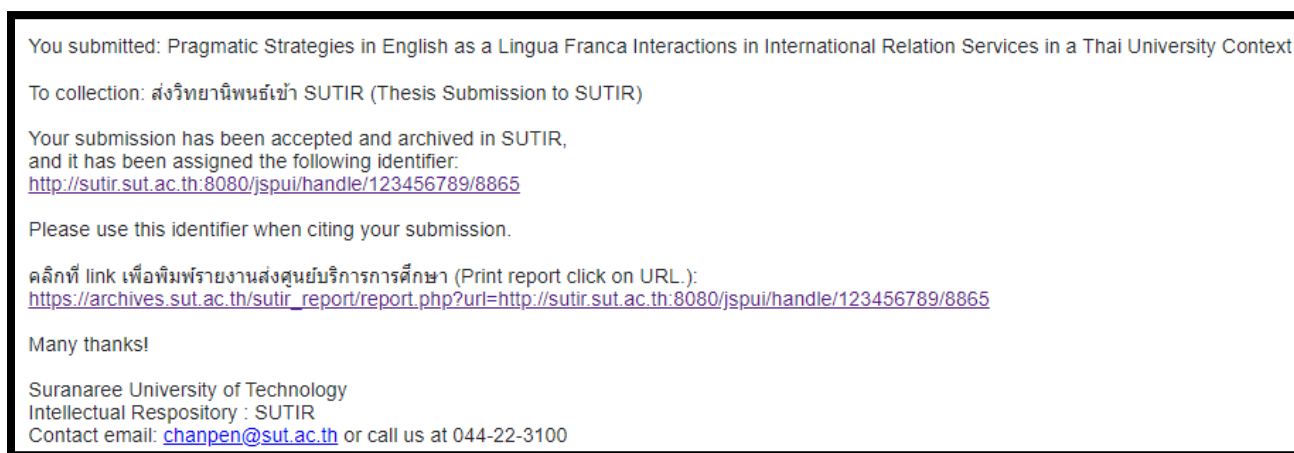 You submitted: Pragmatic Strategies in English as a Lingua Franca Interactions in International Relation Services in a Thai University Context
To collection: ส่งวิทยานิพนธ์เข้า SUTIR (Thesis Submission to SUTIR)
Your submission has been accepted and archived in SUTIR,
and it has been assigned the following identifier:
http://sutir.sut.ac.th:8080/jspui/handle/123456789/8865
Please use this identifier when citing your submission.
คลิกที่ link เพื่อพิมพ์รายงานส่งศูนย์บริการการศึกษา (Print report click on URL.):
https://archives.sut.ac.th/sutir_report/report.php?url=http://sutir.sut.ac.th:8080/jspui/handle/123456789/8865
Many thanks!
Suranaree University of Technology
Intellectual Respository : SUTIR
Contact email: chanpen@sut.ac.th or call us at 044-22-3100